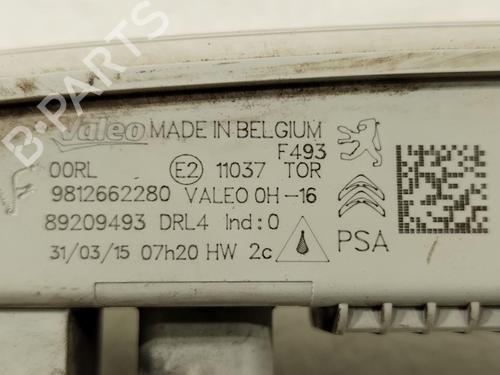 B-PARTS
Valeo MADE IN BELGIUM
F493
00RL E2 11037 TOR
9812662280 VALEO 0H-16
89209493 DRL4 Ind:0
31/03/15 07h20 HW 2c
PSA